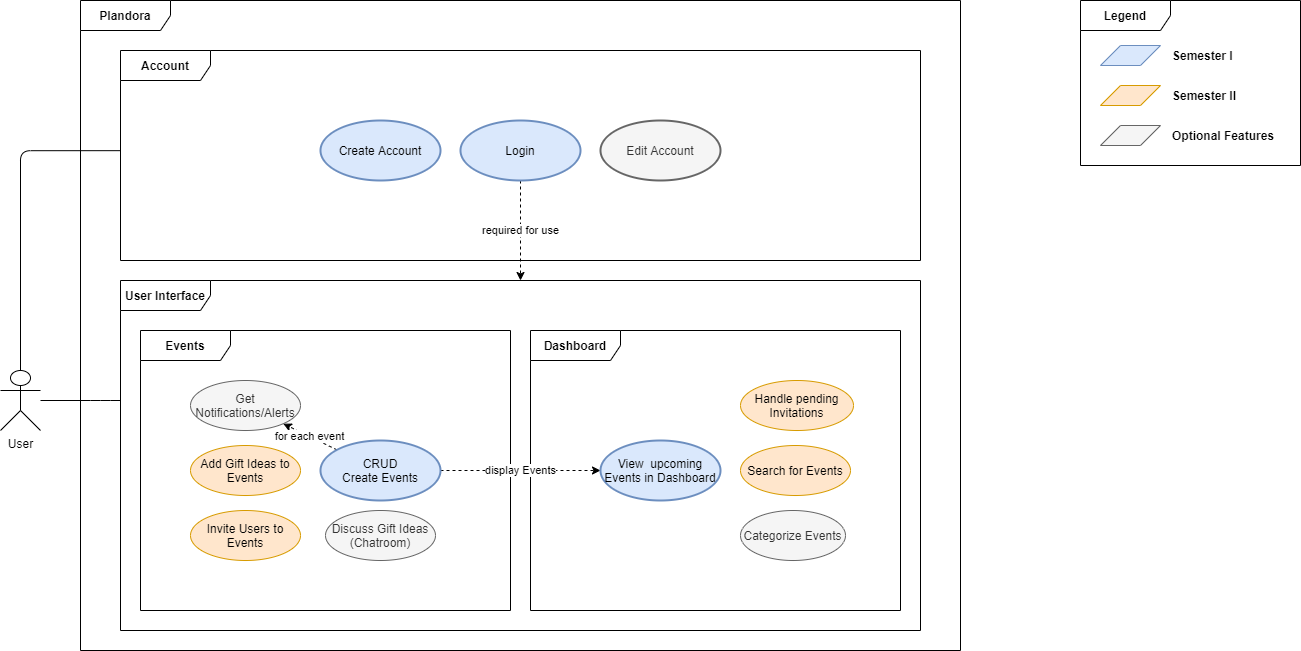 Plandora
Account
Create Account
Login
Edit Account
required for use
User Interface
Events
Get
Notifications/Alerts
for each event
Add Gift Ideas to
Events
CRUD
Create Events
Invite Users to
Events
Discuss Gift Ideas
(Chatroom)
display Events
Dashboard
Handle pending
Invitations
View upcoming
Events in Dashboard
Search for Events
Categorize Events
User
Legend
Semester I
Semester II
Optional Features